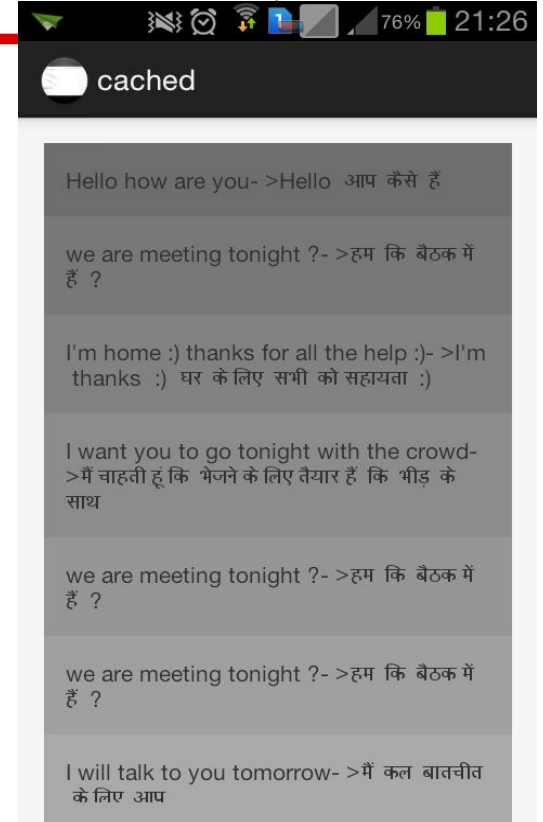 76% 21:26
cached
Hello how are you- >Hello आप कैसे हैं
we are meeting tonight ?- >हम कि बैठक में
हैं ?
I'm home :) thanks for all the help :)- >I'm
thanks :) घर के लिए सभी को सहायता :)
I want you to go tonight with the crowd-
>मैं चाहती हूं कि भेजने के लिए तैयार हैं कि भीड़ के
साथ
we are meeting tonight ?- >हम कि बैठक में
हैं ?
we are meeting tonight ?- >हम कि बैठक में
हैं ?
I will talk to you tomorrow- >मैं कल बातचीत
के लिए आप